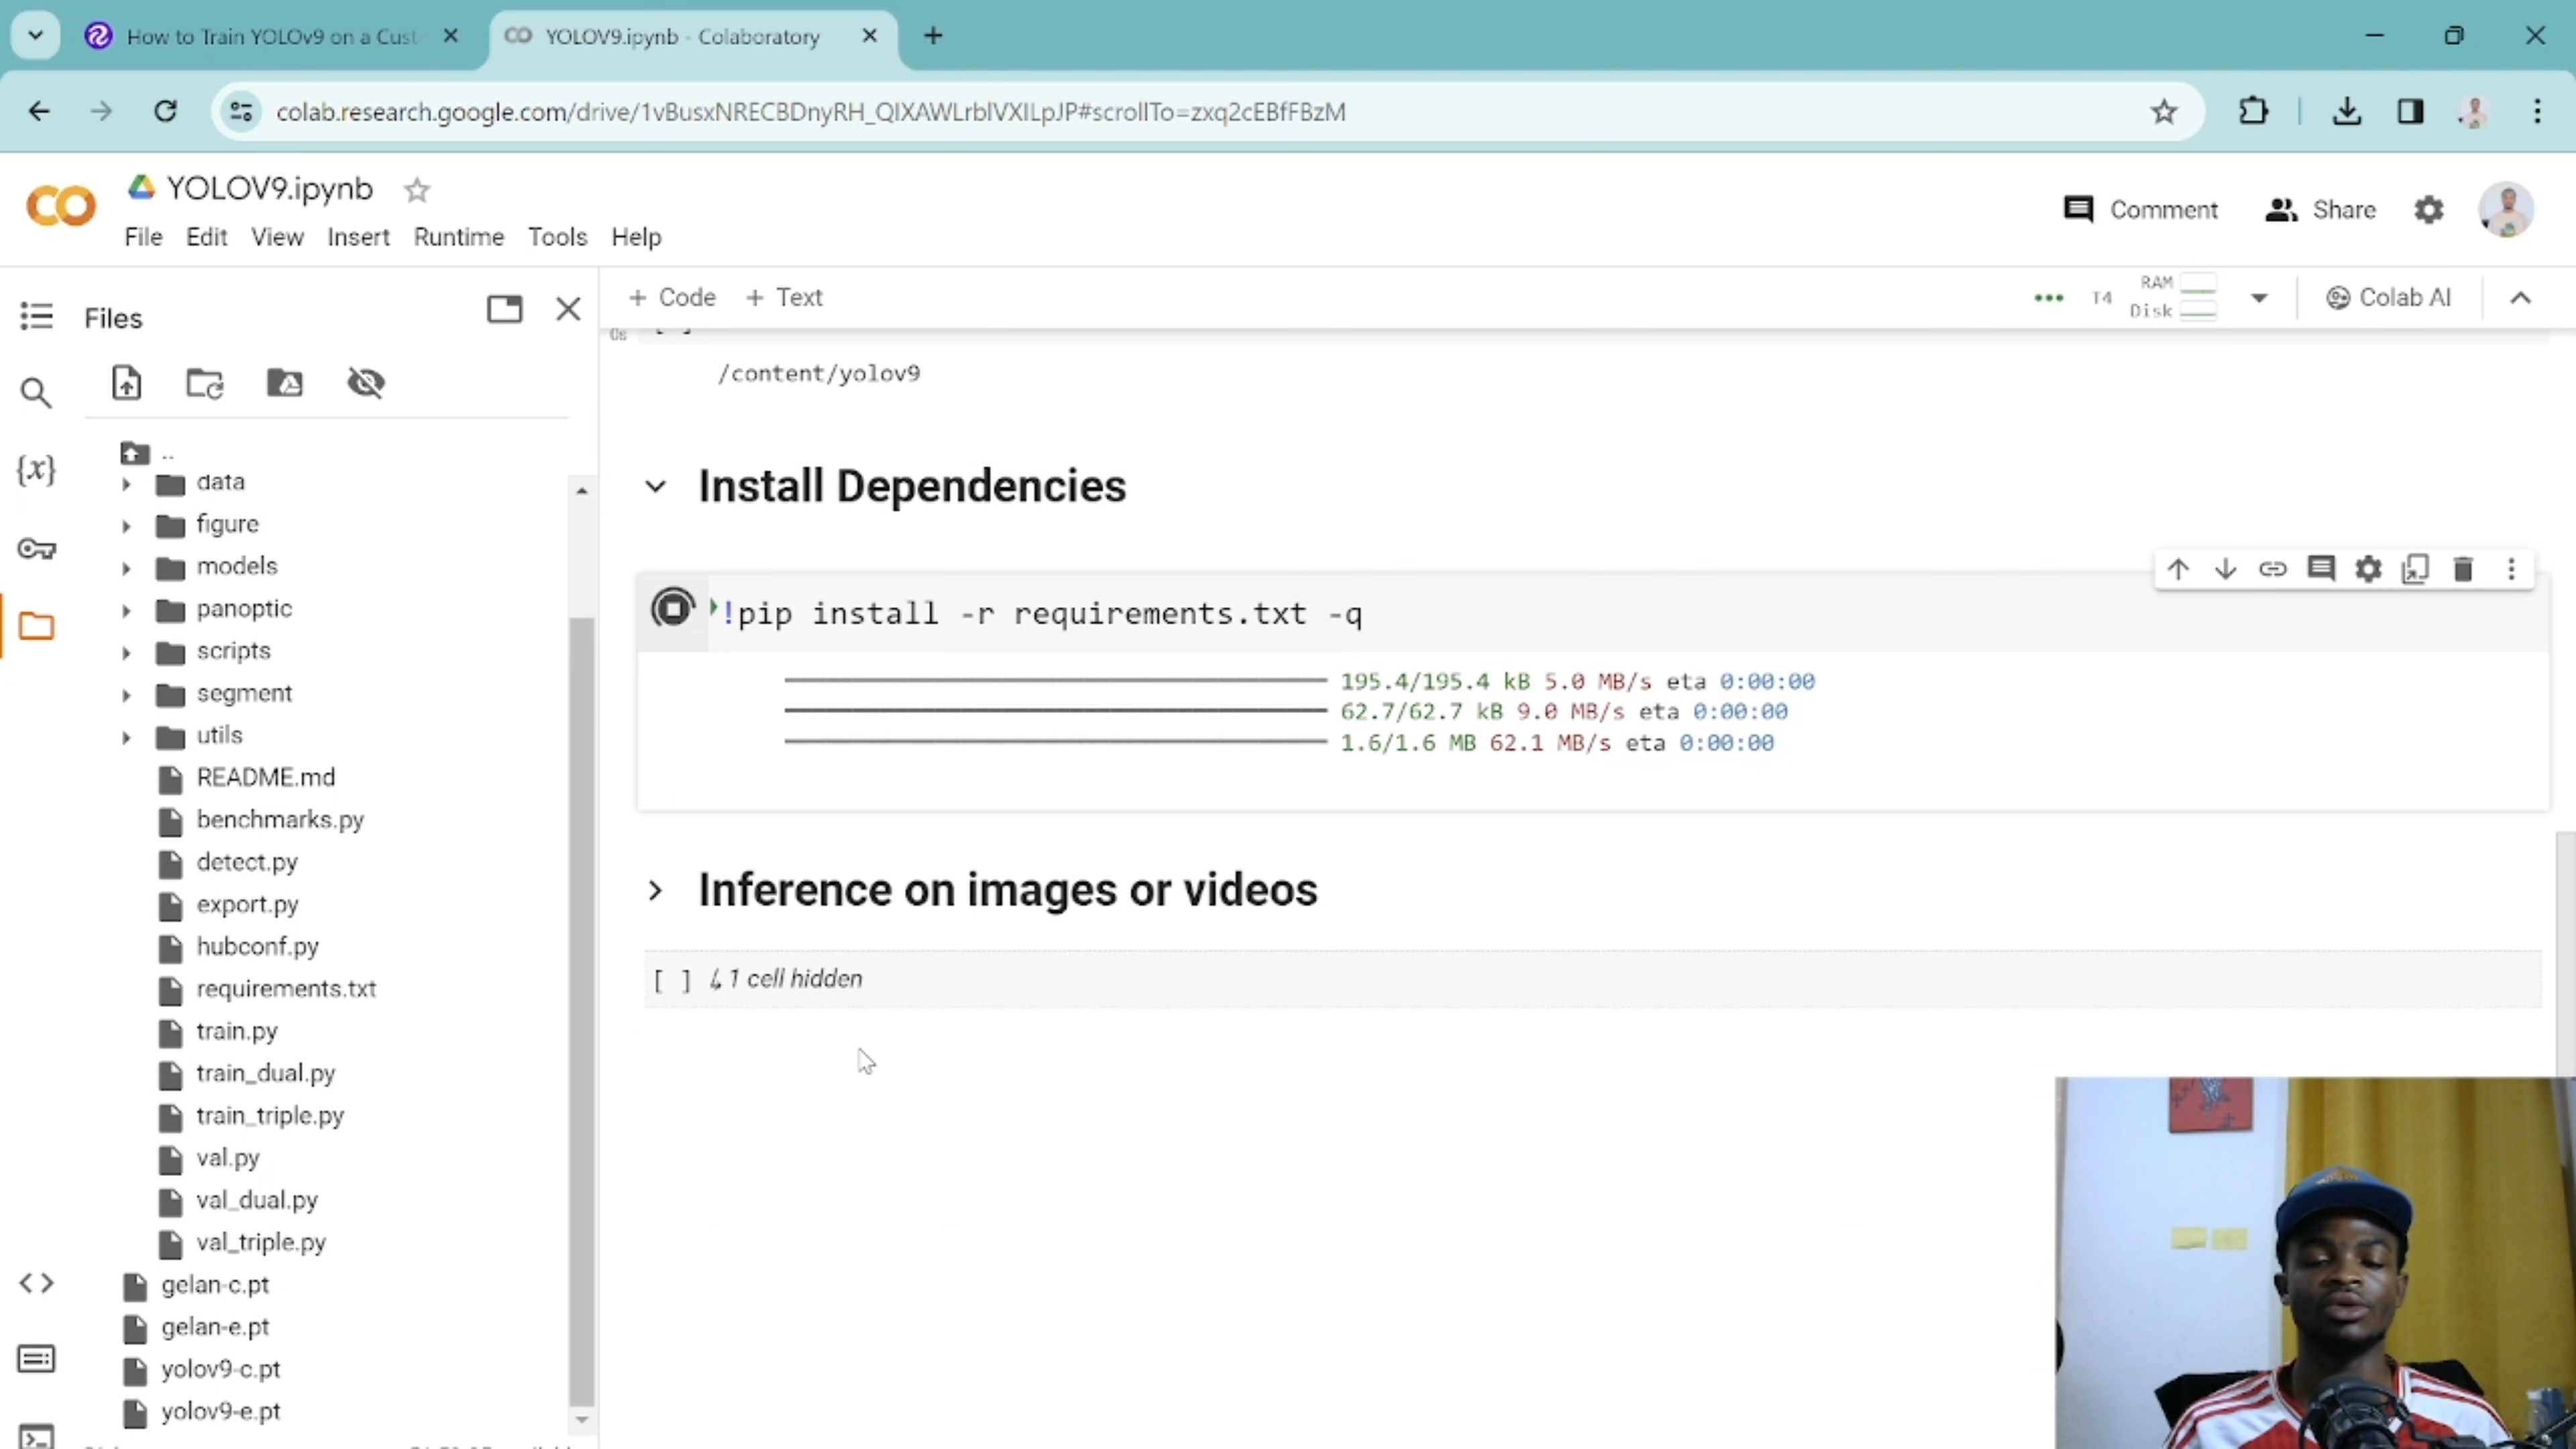 How to Train YOLOv9 on a Cust
YOLOV9.ipynb - Colaboratory
colab.research.google.com/drive/1vBusxNRECBDnyRH_QIXAWLrblVXILpJP#scrollTo=zxq2cEBfFBzM
YOLOV9.ipynb
File Edit View Insert Runtime Tools Help
Comment
Share
Files
+ Code + Text
T4
RAM
Disk
Colab AI
..
data
figure
models
panoptic
scripts
segment
utils
README.md
benchmarks.py
detect.py
export.py
hubconf.py
requirements.txt
train.py
train_dual.py
train_triple.py
val.py
val_dual.py
val_triple.py
gelan-c.pt
gelan-e.pt
yolov9-c.pt
yolov9-e.pt
0s
/content/yolov9
Install Dependencies
!pip install -r requirements.txt -q
195.4/195.4 kB 5.0 MB/s eta 0:00:00
62.7/62.7 kB 9.0 MB/s eta 0:00:00
1.6/1.6 MB 62.1 MB/s eta 0:00:00
Inference on images or videos
[ ] ↳ 1 cell hidden